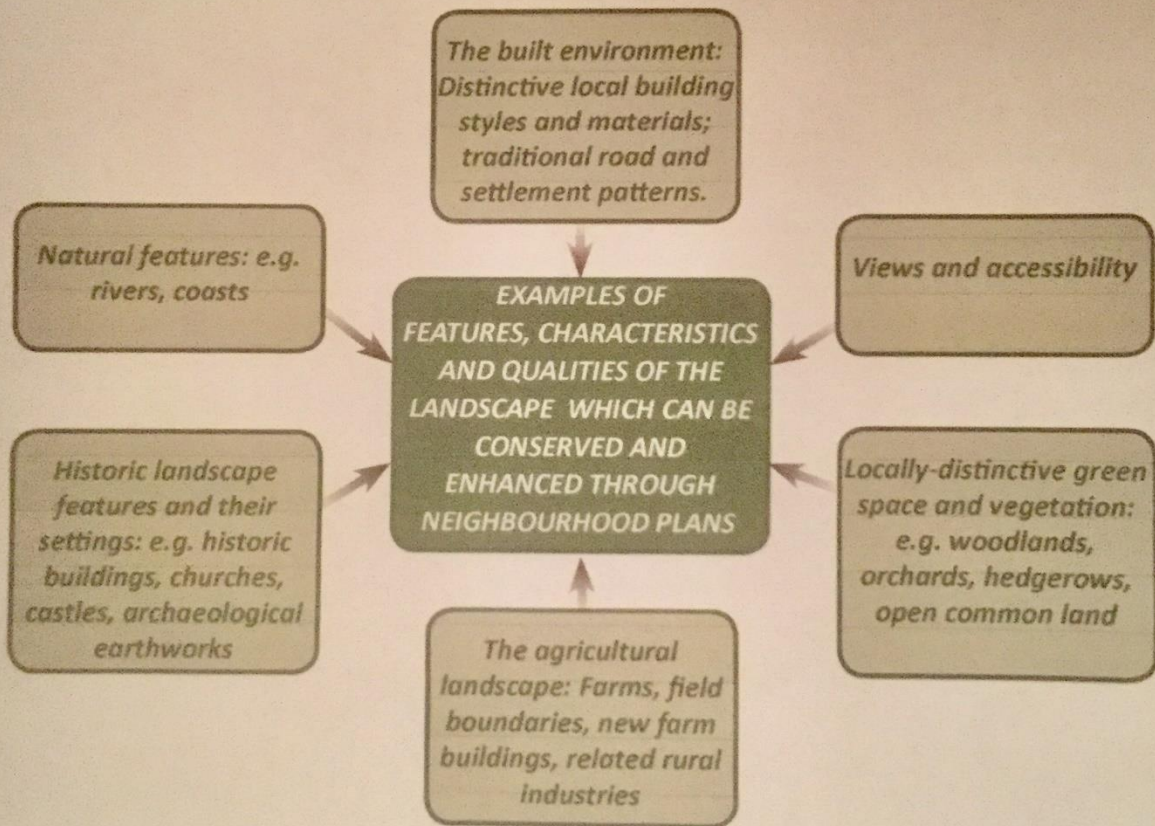 The built environment:
Distinctive local building
styles and materials;
traditional road and
settlement patterns.
Natural features: e.g.
rivers, coasts
Views and accessibility
EXAMPLES OF
FEATURES, CHARACTERISTICS
AND QUALITIES OF THE
LANDSCAPE WHICH CAN BE
CONSERVED AND
ENHANCED THROUGH
NEIGHBOURHOOD PLANS
Historic landscape
features and their
settings: e.g. historic
buildings, churches,
castles, archaeological
earthworks
Locally-distinctive green
space and vegetation:
e.g. woodlands,
orchards, hedgerows,
open common land
The agricultural
landscape: Farms, field
boundaries, new farm
buildings, related rural
industries